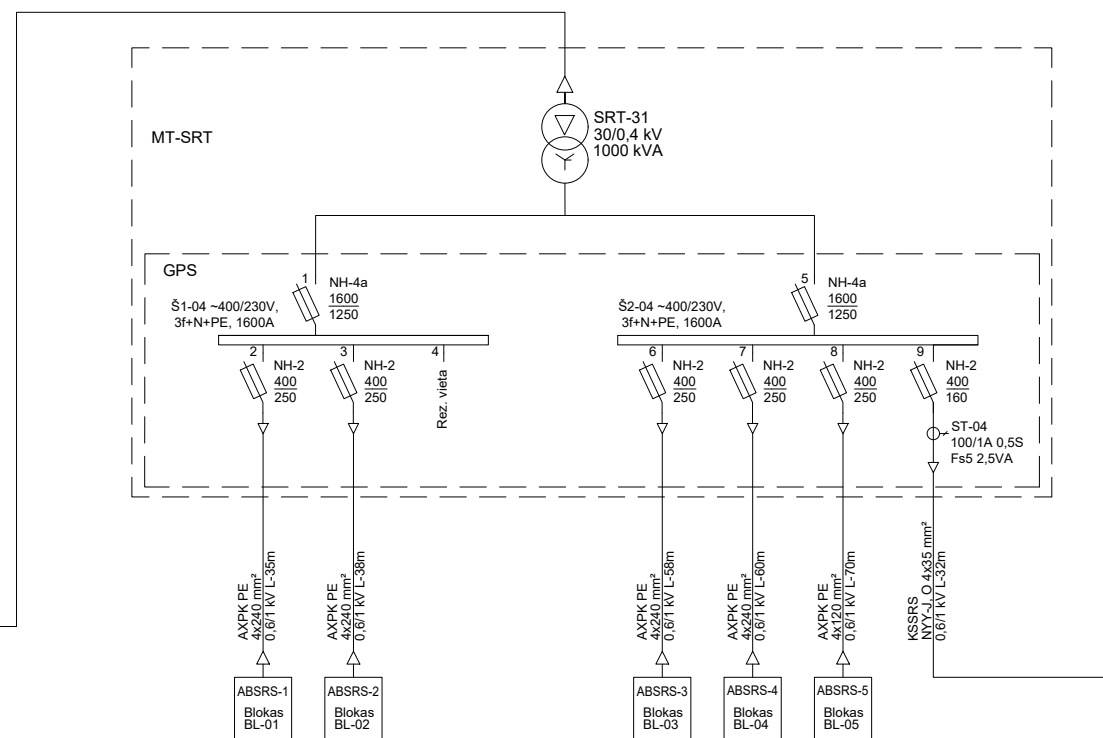 SRT-31
30/0,4 kV
1000 kVA
MT-SRT
GPS
1
NH-4a
1600
1250
Š1-04 ~400/230V,
3f+N+PE, 1600A
5
NH-4a
1600
1250
Š2-04 ~400/230V,
3f+N+PE, 1600A
2
NH-2
400
250
3
NH-2
400
250
4
Rez. vieta
6
NH-2
400
250
7
NH-2
400
250
8
NH-2
400
250
9
NH-2
400
160
ST-04
100/1A 0,5S
Fs5 2,5VA
AXPK PE
4x240 mm²
0,6/1 kV L-35m
AXPK PE
4x240 mm²
0,6/1 kV L-38m
AXPK PE
4x240 mm²
0,6/1 kV L-58m
AXPK PE
4x240 mm²
0,6/1 kV L-60m
AXPK PE
4x120 mm²
0,6/1 kV L-70m
KSSRS
NYY-J, O 4x35 mm²
0,6/1 kV L-32m
ABSRS-1
Blokas
BL-01
ABSRS-2
Blokas
BL-02
ABSRS-3
Blokas
BL-03
ABSRS-4
Blokas
BL-04
ABSRS-5
Blokas
BL-05